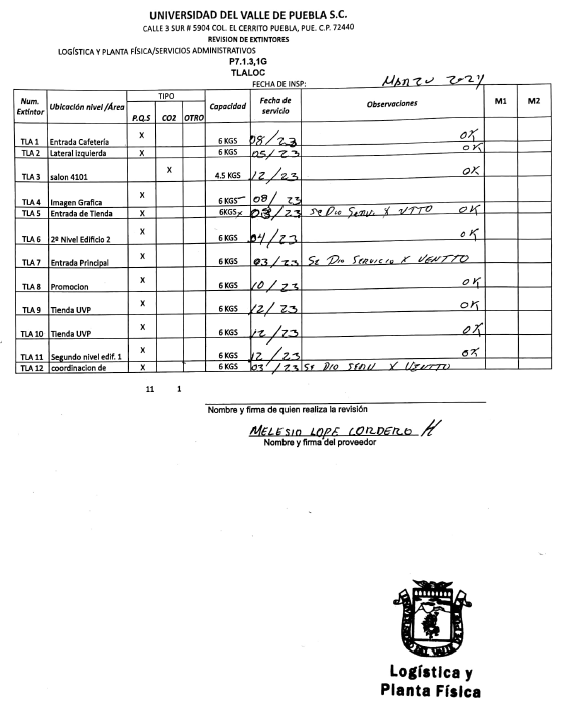 UNIVERSIDAD DEL VALLE DE PUEBLA S.C.
CALLE 3 SUR # 5904 COL. EL CERRITO PUEBLA, PUE. C.P. 72440
REVISION DE EXTINTORES
LOGÍSTICA Y PLANTA FÍSICA/SERVICIOS ADMINISTRATIVOS
P7.1.3,1G
TLALOC
FECHA DE INSP: Marzo 2024
Num. Extintor Ubicación nivel /Área TIPO P.Q.S CO2 OTRO Capacidad Fecha de servicio Observaciones M1 M2
TLA 1 Entrada Cafetería X 6 KGS 08/23 OK
TLA 2 Lateral Izquierda X 6 KGS 05/23 OK
TLA 3 salon 4101 X 4.5 KGS 12/23 OK
TLA 4 Imagen Grafica X 6 KGS 08/23
TLA 5 Entrada de Tienda X 6KGS 03/23 Se Dio Servi. X VTTO OK
TLA 6 2º Nivel Edificio 2 X 6 KGS 04/23 OK
TLA 7 Entrada Principal X 6 KGS 03/23 Se Dio Servicio X VENTTO
TLA 8 Promocion X 6 KGS 10/23 OK
TLA 9 Tienda UVP X 6 KGS 12/23 OK
TLA 10 Tienda UVP X 6 KGS 12/23 OK
TLA 11 Segundo nivel edif. 1 X 6 KGS 12/23 OK
TLA 12 coordinacion de X 6 KGS 03/23 SE DIO SERV X VENTTO
11 1
Nombre y firma de quien realiza la revisión
MELESIO LOPE CORDERO H
Nombre y firma del proveedor
Logística y
Planta Física